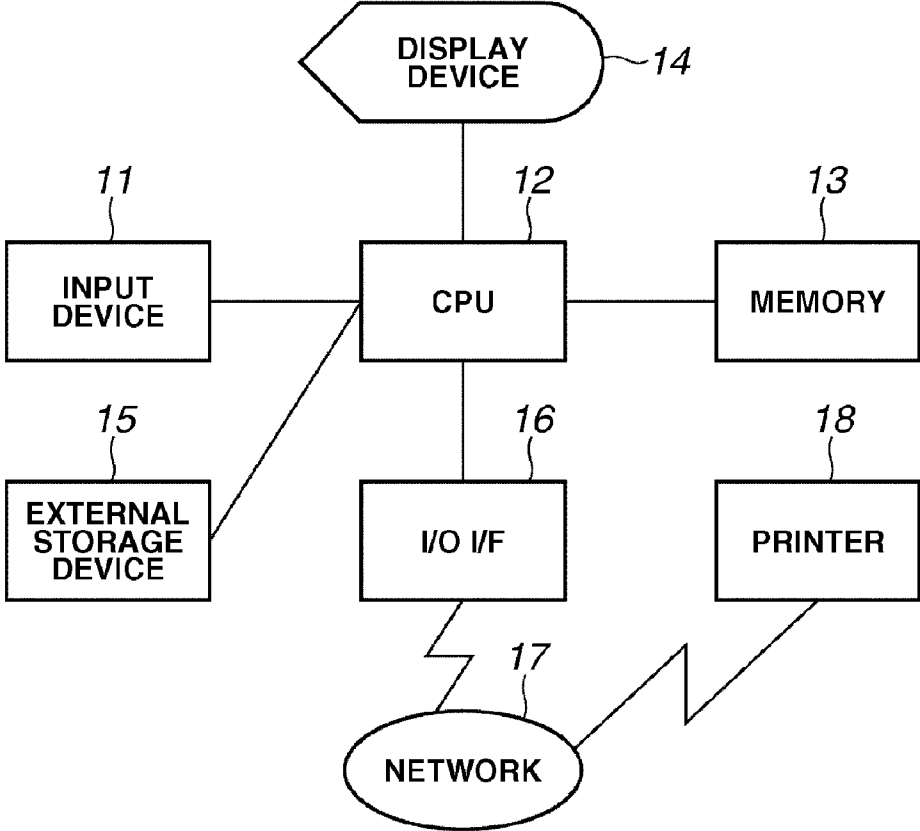 DISPLAY
DEVICE
14
11
12
13
INPUT
DEVICE
CPU
MEMORY
15
16
18
EXTERNAL
STORAGE
DEVICE
I/O I/F
PRINTER
17
NETWORK